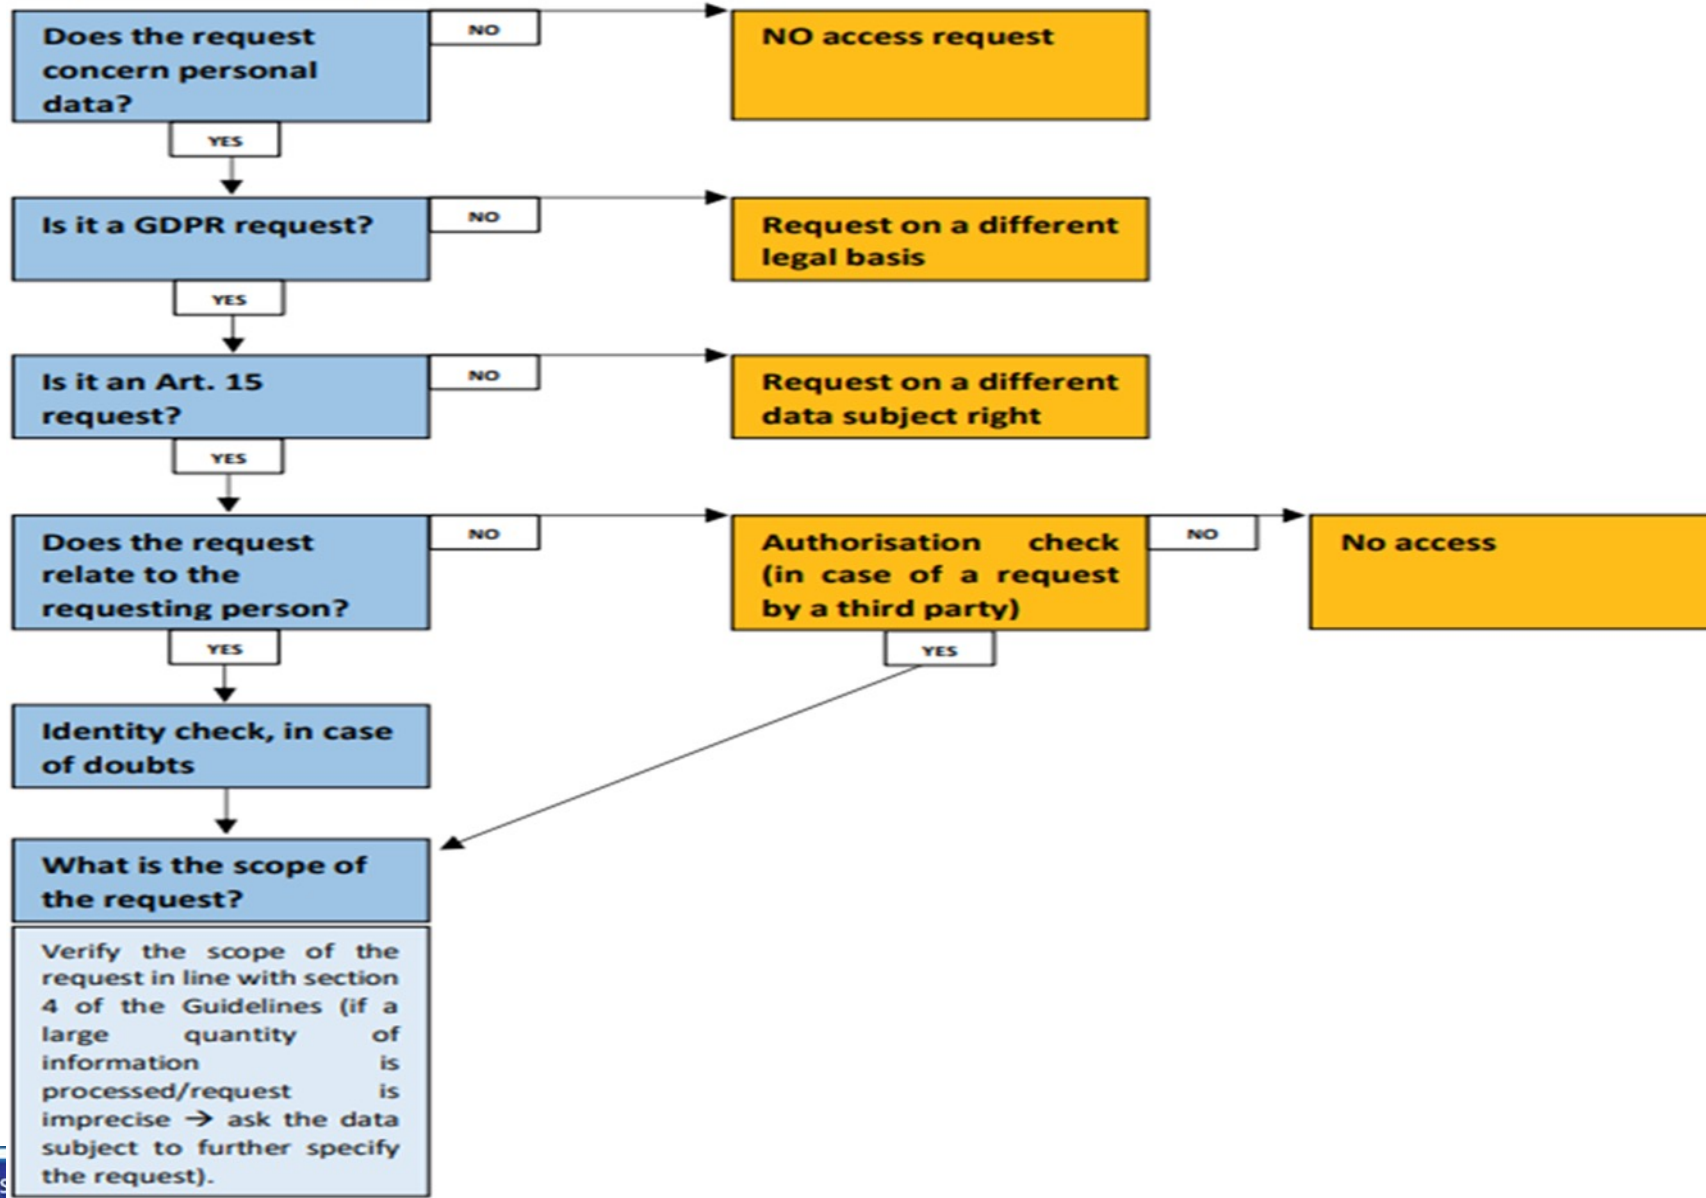 Does the request
concern personal
data?
NO
NO access request
YES
Is it a GDPR request?
NO
Request on a different
legal basis
YES
Is it an Art. 15
request?
NO
Request on a different
data subject right
YES
Does the request
relate to the
requesting person?
NO
Authorisation check
(in case of a request
by a third party)
NO
No access
YES
YES
Identity check, in case
of doubts
What is the scope of
the request?
Verify the scope of the
request in line with section
4 of the Guidelines (if a
large quantity of
information is
processed/request is
imprecise → ask the data
subject to further specify
the request).